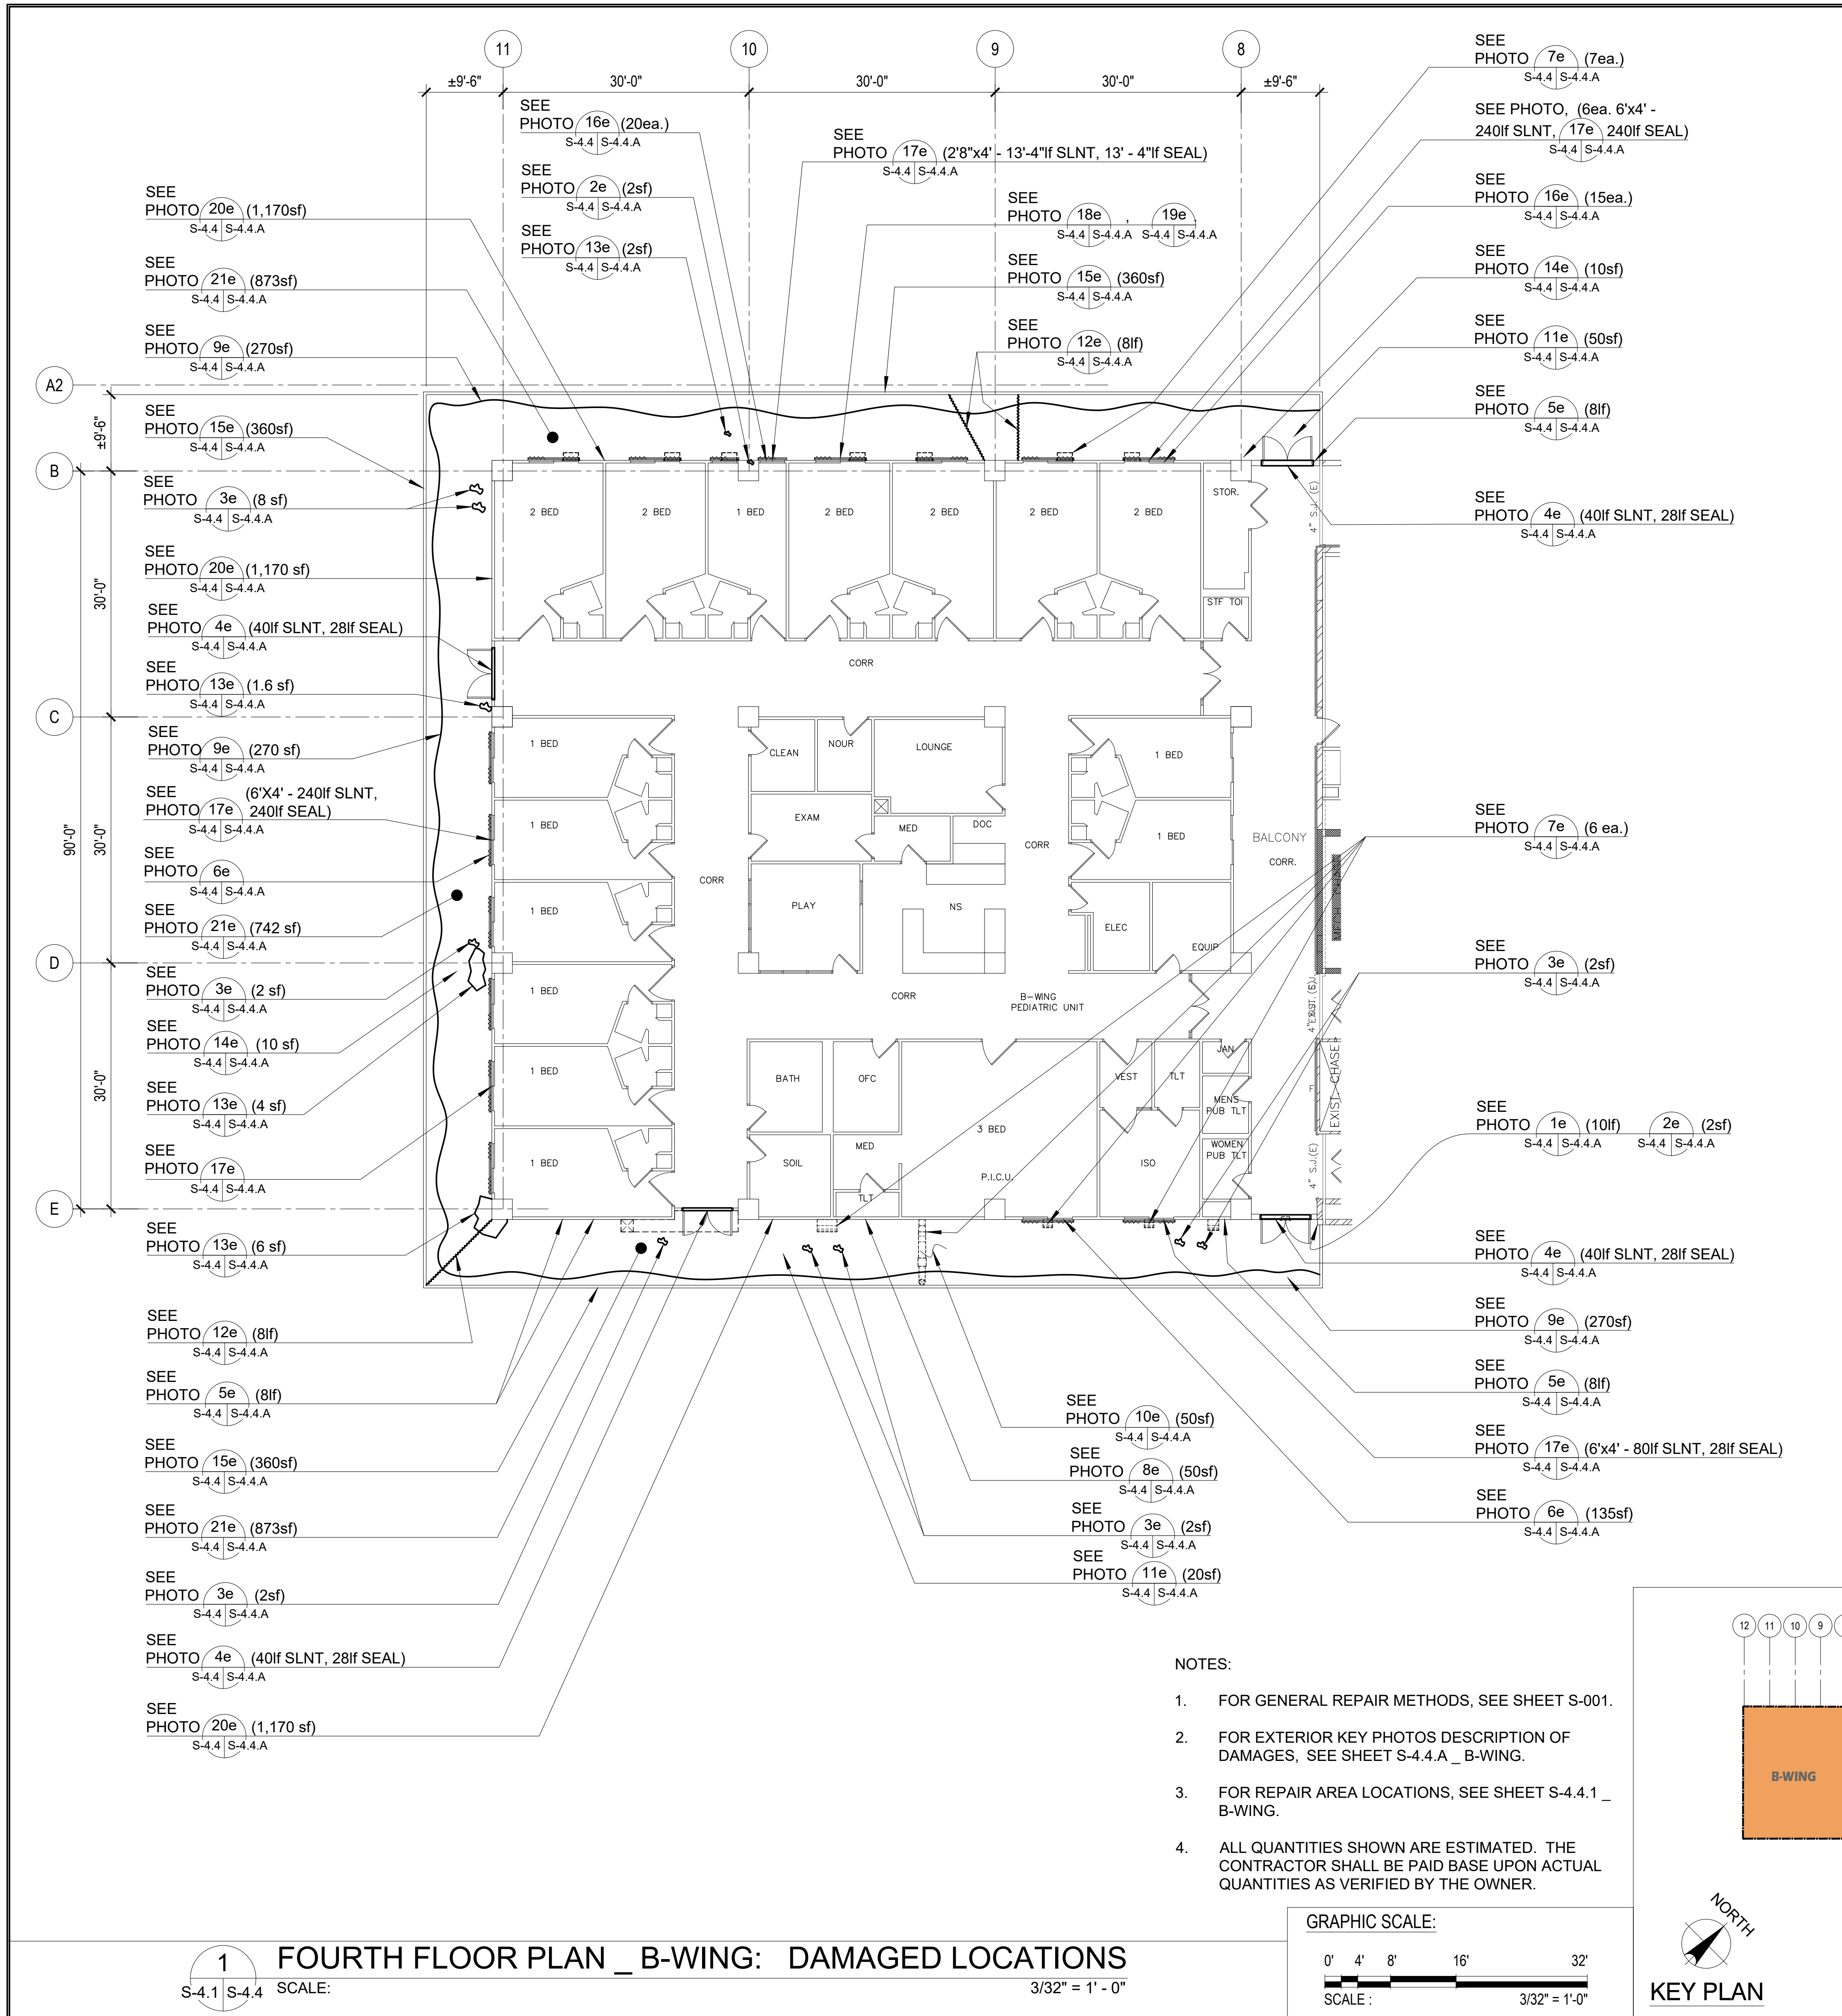 11
10
9
8
±9'-6"
30'-0"
30'-0"
30'-0"
±9'-6"
SEE
PHOTO 16e (20ea.)
S-4.4 S-4.4.A
SEE
PHOTO 2e (2sf)
S-4.4 S-4.4.A
SEE
PHOTO 13e (2sf)
S-4.4 S-4.4.A
SEE
PHOTO 17e (2'8"x4' - 13'-4"lf SLNT, 13' - 4"lf SEAL)
S-4.4 S-4.4.A
SEE
PHOTO 18e , 19e .
S-4.4 S-4.4.A S-4.4 S-4.4.A
SEE
PHOTO 15e (360sf)
S-4.4 S-4.4.A
SEE
PHOTO 12e (8lf)
S-4.4 S-4.4.A
SEE
PHOTO 7e (7ea.)
S-4.4 S-4.4.A
SEE PHOTO, (6ea. 6'x4' -
240lf SLNT, 17e 240lf SEAL)
S-4.4 S-4.4.A
SEE
PHOTO 16e (15ea.)
S-4.4 S-4.4.A
SEE
PHOTO 14e (10sf)
S-4.4 S-4.4.A
SEE
PHOTO 11e (50sf)
S-4.4 S-4.4.A
SEE
PHOTO 5e (8lf)
S-4.4 S-4.4.A
SEE
PHOTO 4e (40lf SLNT, 28lf SEAL)
S-4.4 S-4.4.A
SEE
PHOTO 20e (1,170sf)
S-4.4 S-4.4.A
SEE
PHOTO 21e (873sf)
S-4.4 S-4.4.A
SEE
PHOTO 9e (270sf)
S-4.4 S-4.4.A
SEE
PHOTO 15e (360sf)
S-4.4 S-4.4.A
SEE
PHOTO 3e (8 sf)
S-4.4 S-4.4.A
SEE
PHOTO 20e (1,170 sf)
S-4.4 S-4.4.A
SEE
PHOTO 4e (40lf SLNT, 28lf SEAL)
S-4.4 S-4.4.A
SEE
PHOTO 13e (1.6 sf)
S-4.4 S-4.4.A
SEE
PHOTO 9e (270 sf)
S-4.4 S-4.4.A
SEE (6'X4' - 240lf SLNT,
PHOTO 17e 240lf SEAL)
S-4.4 S-4.4.A
SEE
PHOTO 6e
S-4.4 S-4.4.A
SEE
PHOTO 21e (742 sf)
S-4.4 S-4.4.A
SEE
PHOTO 3e (2 sf)
S-4.4 S-4.4.A
SEE
PHOTO 14e (10 sf)
S-4.4 S-4.4.A
SEE
PHOTO 13e (4 sf)
S-4.4 S-4.4.A
SEE
PHOTO 17e
S-4.4 S-4.4.A
SEE
PHOTO 13e (6 sf)
S-4.4 S-4.4.A
SEE
PHOTO 12e (8lf)
S-4.4 S-4.4.A
SEE
PHOTO 5e (8lf)
S-4.4 S-4.4.A
SEE
PHOTO 15e (360sf)
S-4.4 S-4.4.A
SEE
PHOTO 21e (873sf)
S-4.4 S-4.4.A
SEE
PHOTO 3e (2sf)
S-4.4 S-4.4.A
SEE
PHOTO 4e (40lf SLNT, 28lf SEAL)
S-4.4 S-4.4.A
SEE
PHOTO 20e (1,170 sf)
S-4.4 S-4.4.A
A2
B
C
D
E
±9'-6"
30'-0"
30'-0"
30'-0"
90'-0"
2 BED
2 BED
1 BED
2 BED
2 BED
2 BED
2 BED
STOR.
STF TOI
4" S.J. (E)
CORR
1 BED
1 BED
1 BED
1 BED
1 BED
1 BED
CLEAN
NOUR
LOUNGE
EXAM
MED
DOC
CORR
CORR
PLAY
NS
1 BED
1 BED
ELEC
EQUIP
BALCONY
CORR.
CORR
B-WING
PEDIATRIC UNIT
BATH
OFC
SOIL
MED
TLT
3 BED
P.I.C.U.
VEST
TLT
JAN
MENS
PUB TLT
WOMEN
PUB TLT
ISO
F
EXIST CHASE
4" S.J.(E)
SEE
PHOTO 7e (6 ea.)
S-4.4 S-4.4.A
SEE
PHOTO 3e (2sf)
S-4.4 S-4.4.A
SEE
PHOTO 1e (10lf) 2e (2sf)
S-4.4 S-4.4.A S-4.4 S-4.4.A
SEE
PHOTO 4e (40lf SLNT, 28lf SEAL)
S-4.4 S-4.4.A
SEE
PHOTO 9e (270sf)
S-4.4 S-4.4.A
SEE
PHOTO 5e (8lf)
S-4.4 S-4.4.A
SEE
PHOTO 17e (6'x4' - 80lf SLNT, 28lf SEAL)
S-4.4 S-4.4.A
SEE
PHOTO 6e (135sf)
S-4.4 S-4.4.A
SEE
PHOTO 10e (50sf)
S-4.4 S-4.4.A
SEE
PHOTO 8e (50sf)
S-4.4 S-4.4.A
SEE
PHOTO 3e (2sf)
S-4.4 S-4.4.A
SEE
PHOTO 11e (20sf)
S-4.4 S-4.4.A
NOTES:
1. FOR GENERAL REPAIR METHODS, SEE SHEET S-001.
2. FOR EXTERIOR KEY PHOTOS DESCRIPTION OF
DAMAGES, SEE SHEET S-4.4.A _ B-WING.
3. FOR REPAIR AREA LOCATIONS, SEE SHEET S-4.4.1 _
B-WING.
4. ALL QUANTITIES SHOWN ARE ESTIMATED. THE
CONTRACTOR SHALL BE PAID BASE UPON ACTUAL
QUANTITIES AS VERIFIED BY THE OWNER.
12 11 10 9
B-WING
NORTH
KEY PLAN
GRAPHIC SCALE:
0' 4' 8' 16' 32'
SCALE : 3/32" = 1'-0"
1
S-4.1 S-4.4
FOURTH FLOOR PLAN _ B-WING: DAMAGED LOCATIONS
SCALE: 3/32" = 1' - 0"